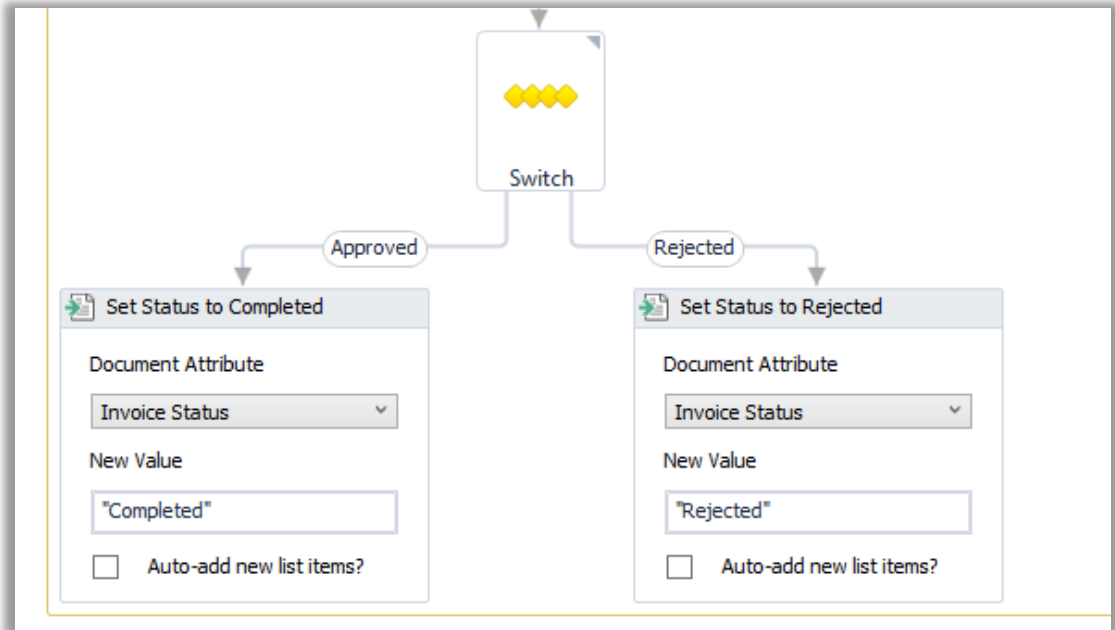 Switch
Approved
Rejected
Set Status to Completed
Document Attribute
Invoice Status
New Value
"Completed"
Auto-add new list items?
Set Status to Rejected
Document Attribute
Invoice Status
New Value
"Rejected"
Auto-add new list items?